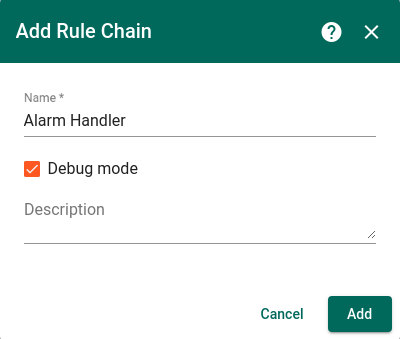 Add Rule Chain
Name *
Alarm Handler
Debug mode
Description
Cancel
Add